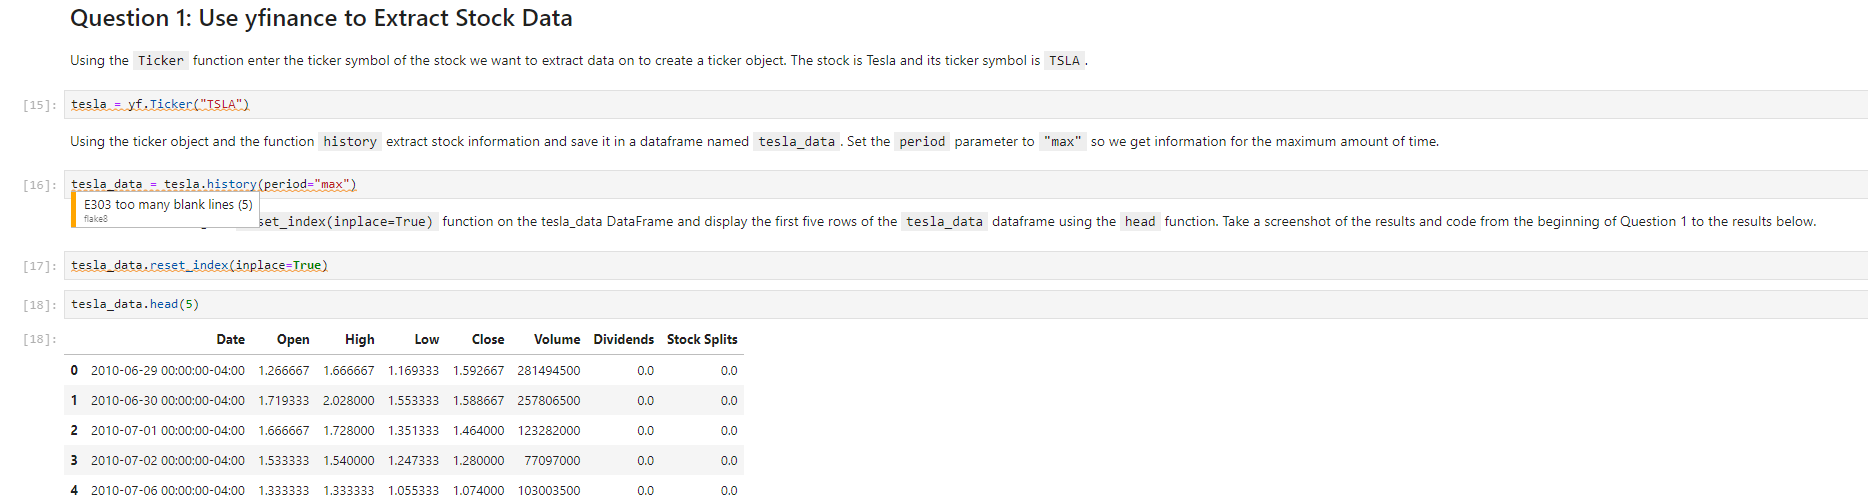 Question 1: Use yfinance to Extract Stock Data
Using the Ticker function enter the ticker symbol of the stock we want to extract data on to create a ticker object. The stock is Tesla and its ticker symbol is TSLA.
[15]: tesla = yf.Ticker("TSLA")
Using the ticker object and the function history extract stock information and save it in a dataframe named tesla_data. Set the period parameter to "max" so we get information for the maximum amount of time.
[16]: tesla_data = tesla.history(period="max")
E303 too many blank lines (5)
flake8
set_index(inplace=True) function on the tesla_data DataFrame and display the first five rows of the tesla_data dataframe using the head function. Take a screenshot of the results and code from the beginning of Question 1 to the results below.
[17]: tesla_data.reset_index(inplace=True)
[18]: tesla_data.head(5)
[18]: Date Open High Low Close Volume Dividends Stock Splits
0 2010-06-29 00:00:00-04:00 1.266667 1.666667 1.169333 1.592667 281494500 0.0 0.0
1 2010-06-30 00:00:00-04:00 1.719333 2.028000 1.553333 1.588667 257806500 0.0 0.0
2 2010-07-01 00:00:00-04:00 1.666667 1.728000 1.351333 1.464000 123282000 0.0 0.0
3 2010-07-02 00:00:00-04:00 1.533333 1.540000 1.247333 1.280000 77097000 0.0 0.0
4 2010-07-06 00:00:00-04:00 1.333333 1.333333 1.055333 1.074000 103003500 0.0 0.0